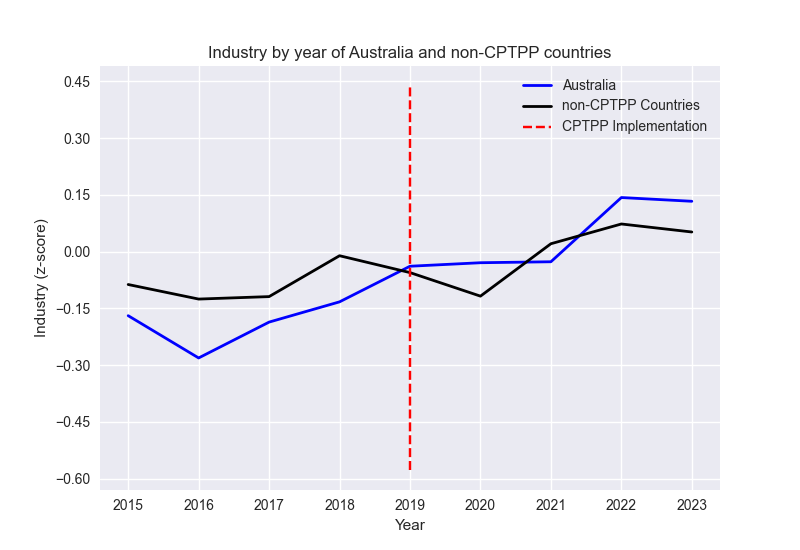 Industry by year of Australia and non-CPTPP countries
Australia
non-CPTPP Countries
CPTPP Implementation
Industry (z-score)
0.45
0.30
0.15
0.00
−0.15
−0.30
−0.45
−0.60
2015 2016 2017 2018 2019 2020 2021 2022 2023
Year